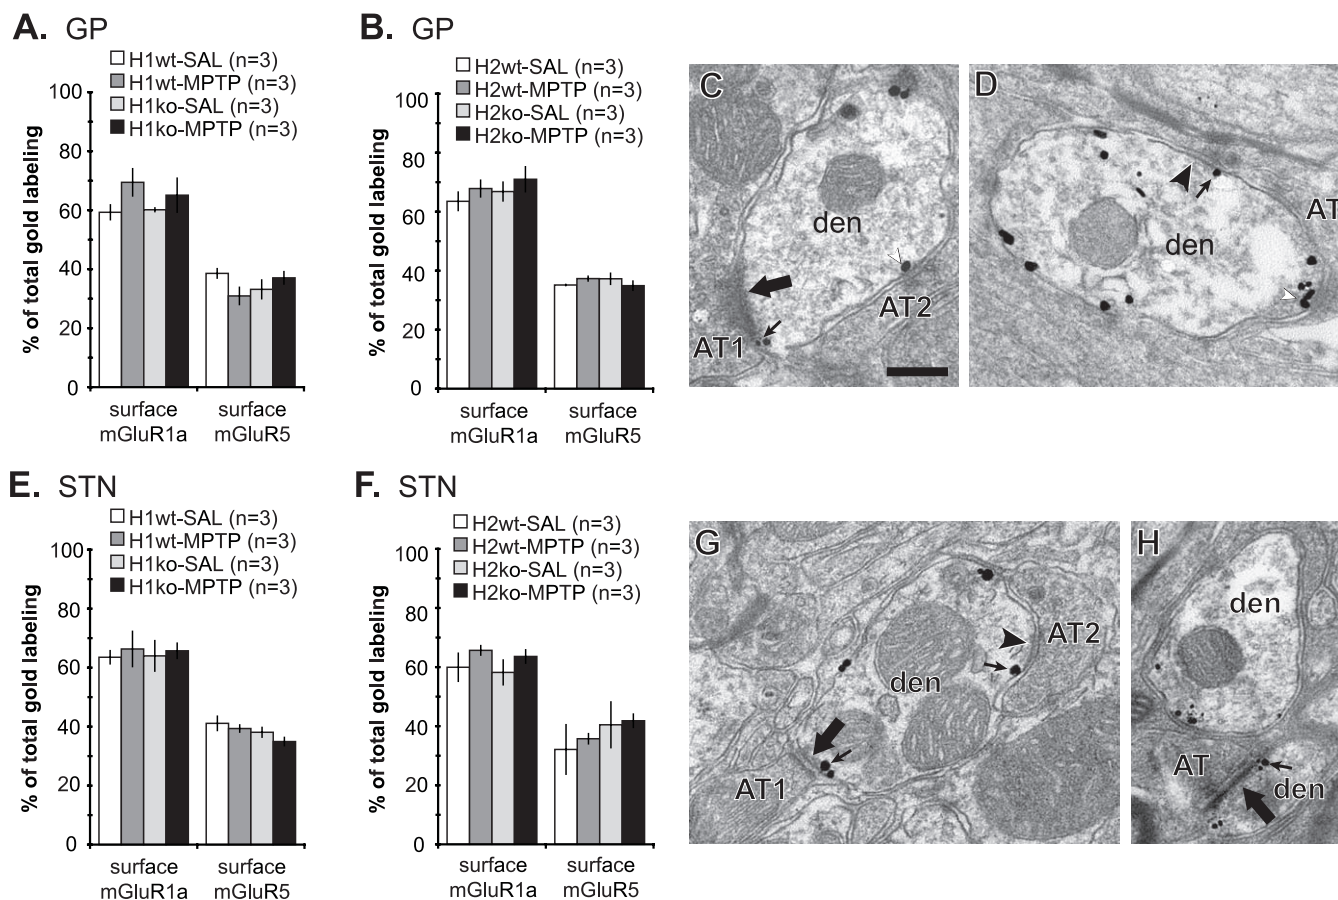 A. GP
H1wt-SAL (n=3)
H1wt-MPTP (n=3)
H1ko-SAL (n=3)
H1ko-MPTP (n=3)
% of total gold labeling
100
80
60
40
20
0
surface
mGluR1a
surface
mGluR5
B. GP
H2wt-SAL (n=3)
H2wt-MPTP (n=3)
H2ko-SAL (n=3)
H2ko-MPTP (n=3)
% of total gold labeling
100
80
60
40
20
0
surface
mGluR1a
surface
mGluR5
C
den
AT2
AT1
D
AT
den
E. STN
H1wt-SAL (n=3)
H1wt-MPTP (n=3)
H1ko-SAL (n=3)
H1ko-MPTP (n=3)
% of total gold labeling
100
80
60
40
20
0
surface
mGluR1a
surface
mGluR5
F. STN
H2wt-SAL (n=3)
H2wt-MPTP (n=3)
H2ko-SAL (n=3)
H2ko-MPTP (n=3)
% of total gold labeling
100
80
60
40
20
0
surface
mGluR1a
surface
mGluR5
G
AT2
den
AT1
H
den
AT
den